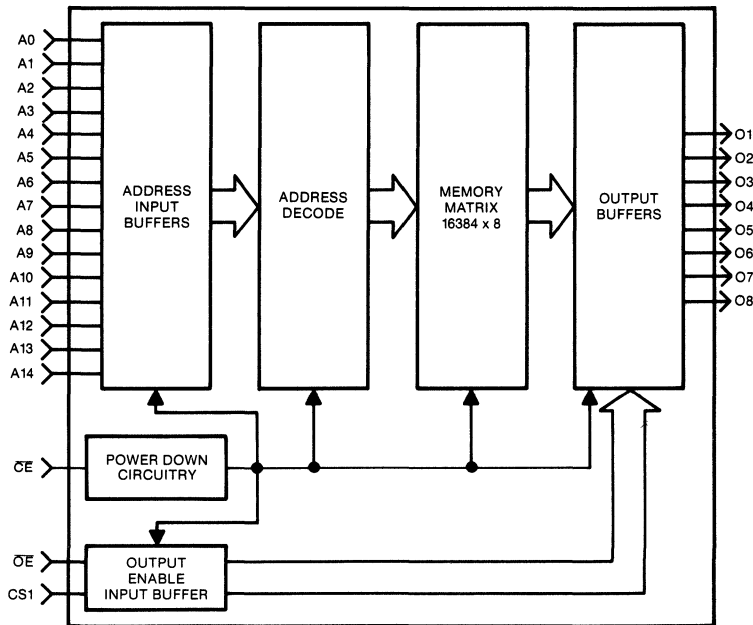 A0
A1
A2
A3
A4
A5
A6
A7
A8
A9
A10
A11
A12
A13
A14
ADDRESS
INPUT
BUFFERS
ADDRESS
DECODE
MEMORY
MATRIX
16384 x 8
OUTPUT
BUFFERS
O1
O2
O3
O4
O5
O6
O7
O8
C̅E̅
POWER DOWN
CIRCUITRY
O̅E̅
CS1
OUTPUT
ENABLE
INPUT BUFFER